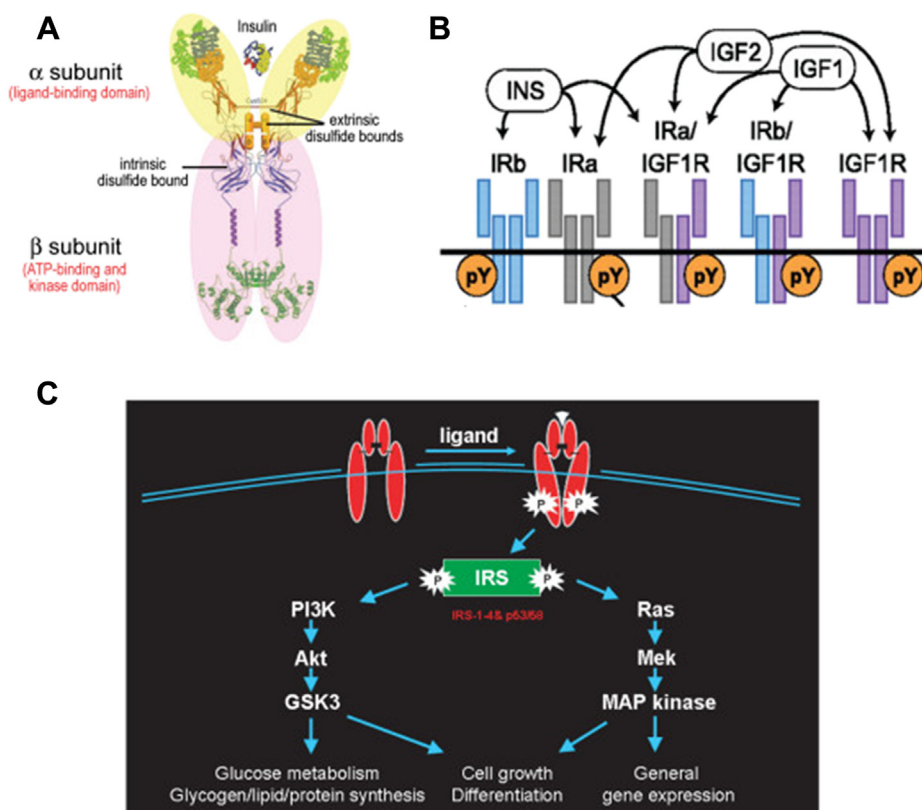 A
Insulin
α subunit
(ligand-binding domain)
extrinsic
disulfide bounds
intrinsic
disulfide bound
β subunit
(ATP-binding and
kinase domain)
B
IGF2
IGF1
INS
IRa/
IRb/
IRb
IRa
IGF1R
IGF1R
IGF1R
pY
pY
pY
pY
pY
C
ligand
P
P
P
IRS
P
IRS-1-4& p53/58
PI3K
Ras
Akt
Mek
GSK3
MAP kinase
Glucose metabolism
Glycogen/lipid/protein synthesis
Cell growth
Differentiation
General
gene expression